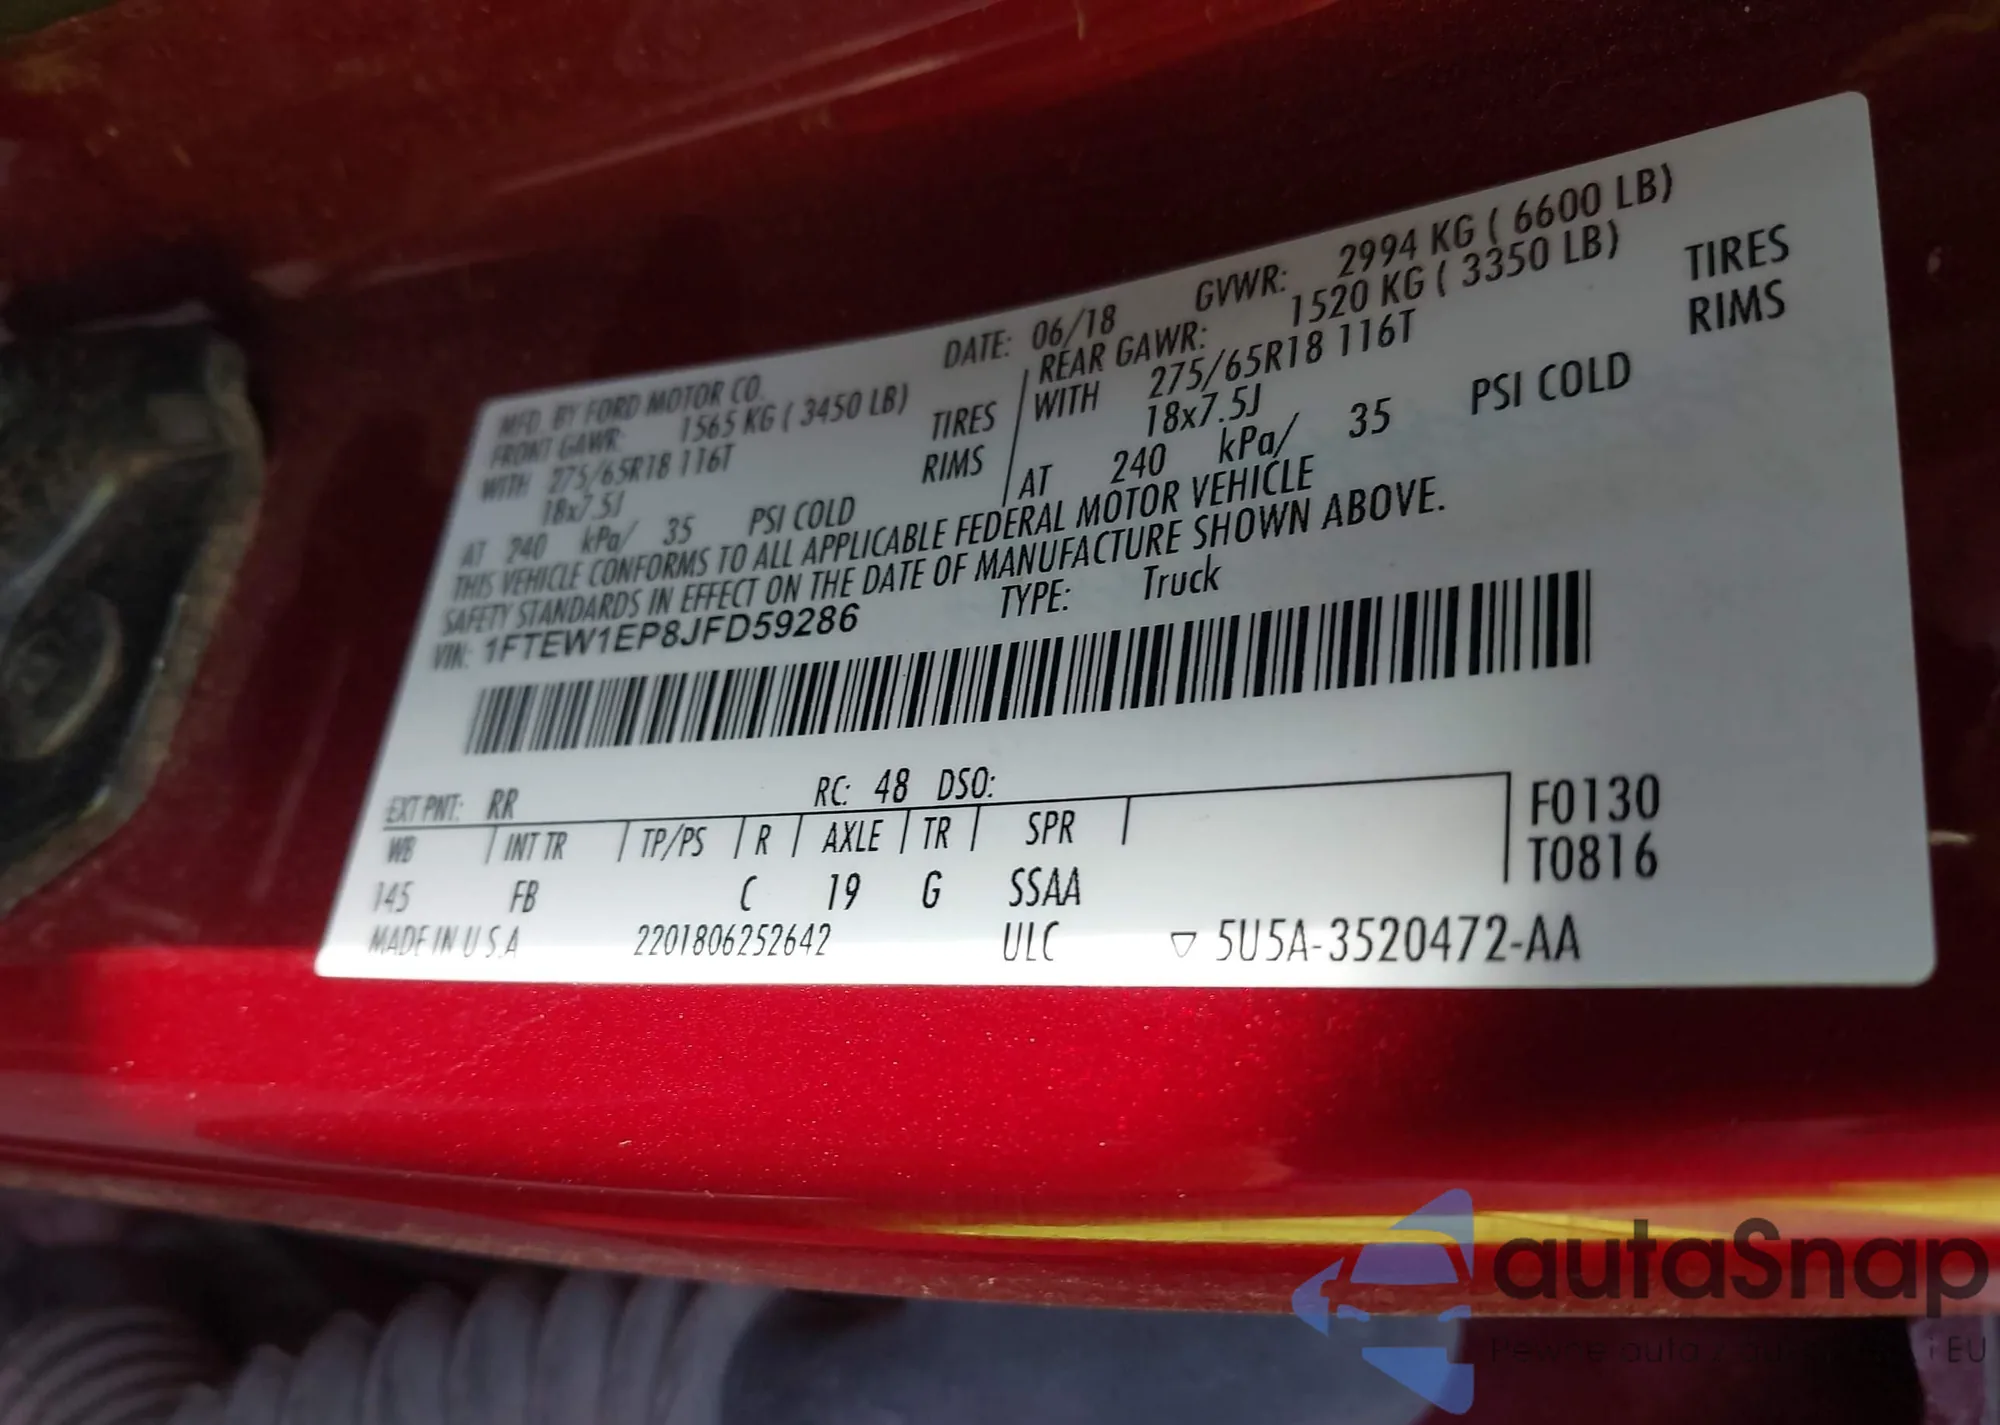 MFD. BY FORD MOTOR CO. DATE: 06/18 GVWR: 2994 KG ( 6600 LB)
FRONT GAWR: 1565 KG ( 3450 LB) REAR GAWR: 1520 KG ( 3350 LB)
WITH 275/65R18 116T TIRES WITH 275/65R18 116T TIRES
18x7.5J RIMS 18x7.5J RIMS
AT 240 kPa/ 35 PSI COLD AT 240 kPa/ 35 PSI COLD
THIS VEHICLE CONFORMS TO ALL APPLICABLE FEDERAL MOTOR VEHICLE
SAFETY STANDARDS IN EFFECT ON THE DATE OF MANUFACTURE SHOWN ABOVE.
VIN: 1FTEW1EP8JFD59286 TYPE: Truck
EXT PNT: RR RC: 48 DSO: F0130
WB INT TR TP/PS R AXLE TR SPR T0816
145 FB C 19 G SSAA
MADE IN U.S.A 2201806252642 ULC ▽ 5U5A-3520472-AA
autaSnap
Pewne auta z i EU